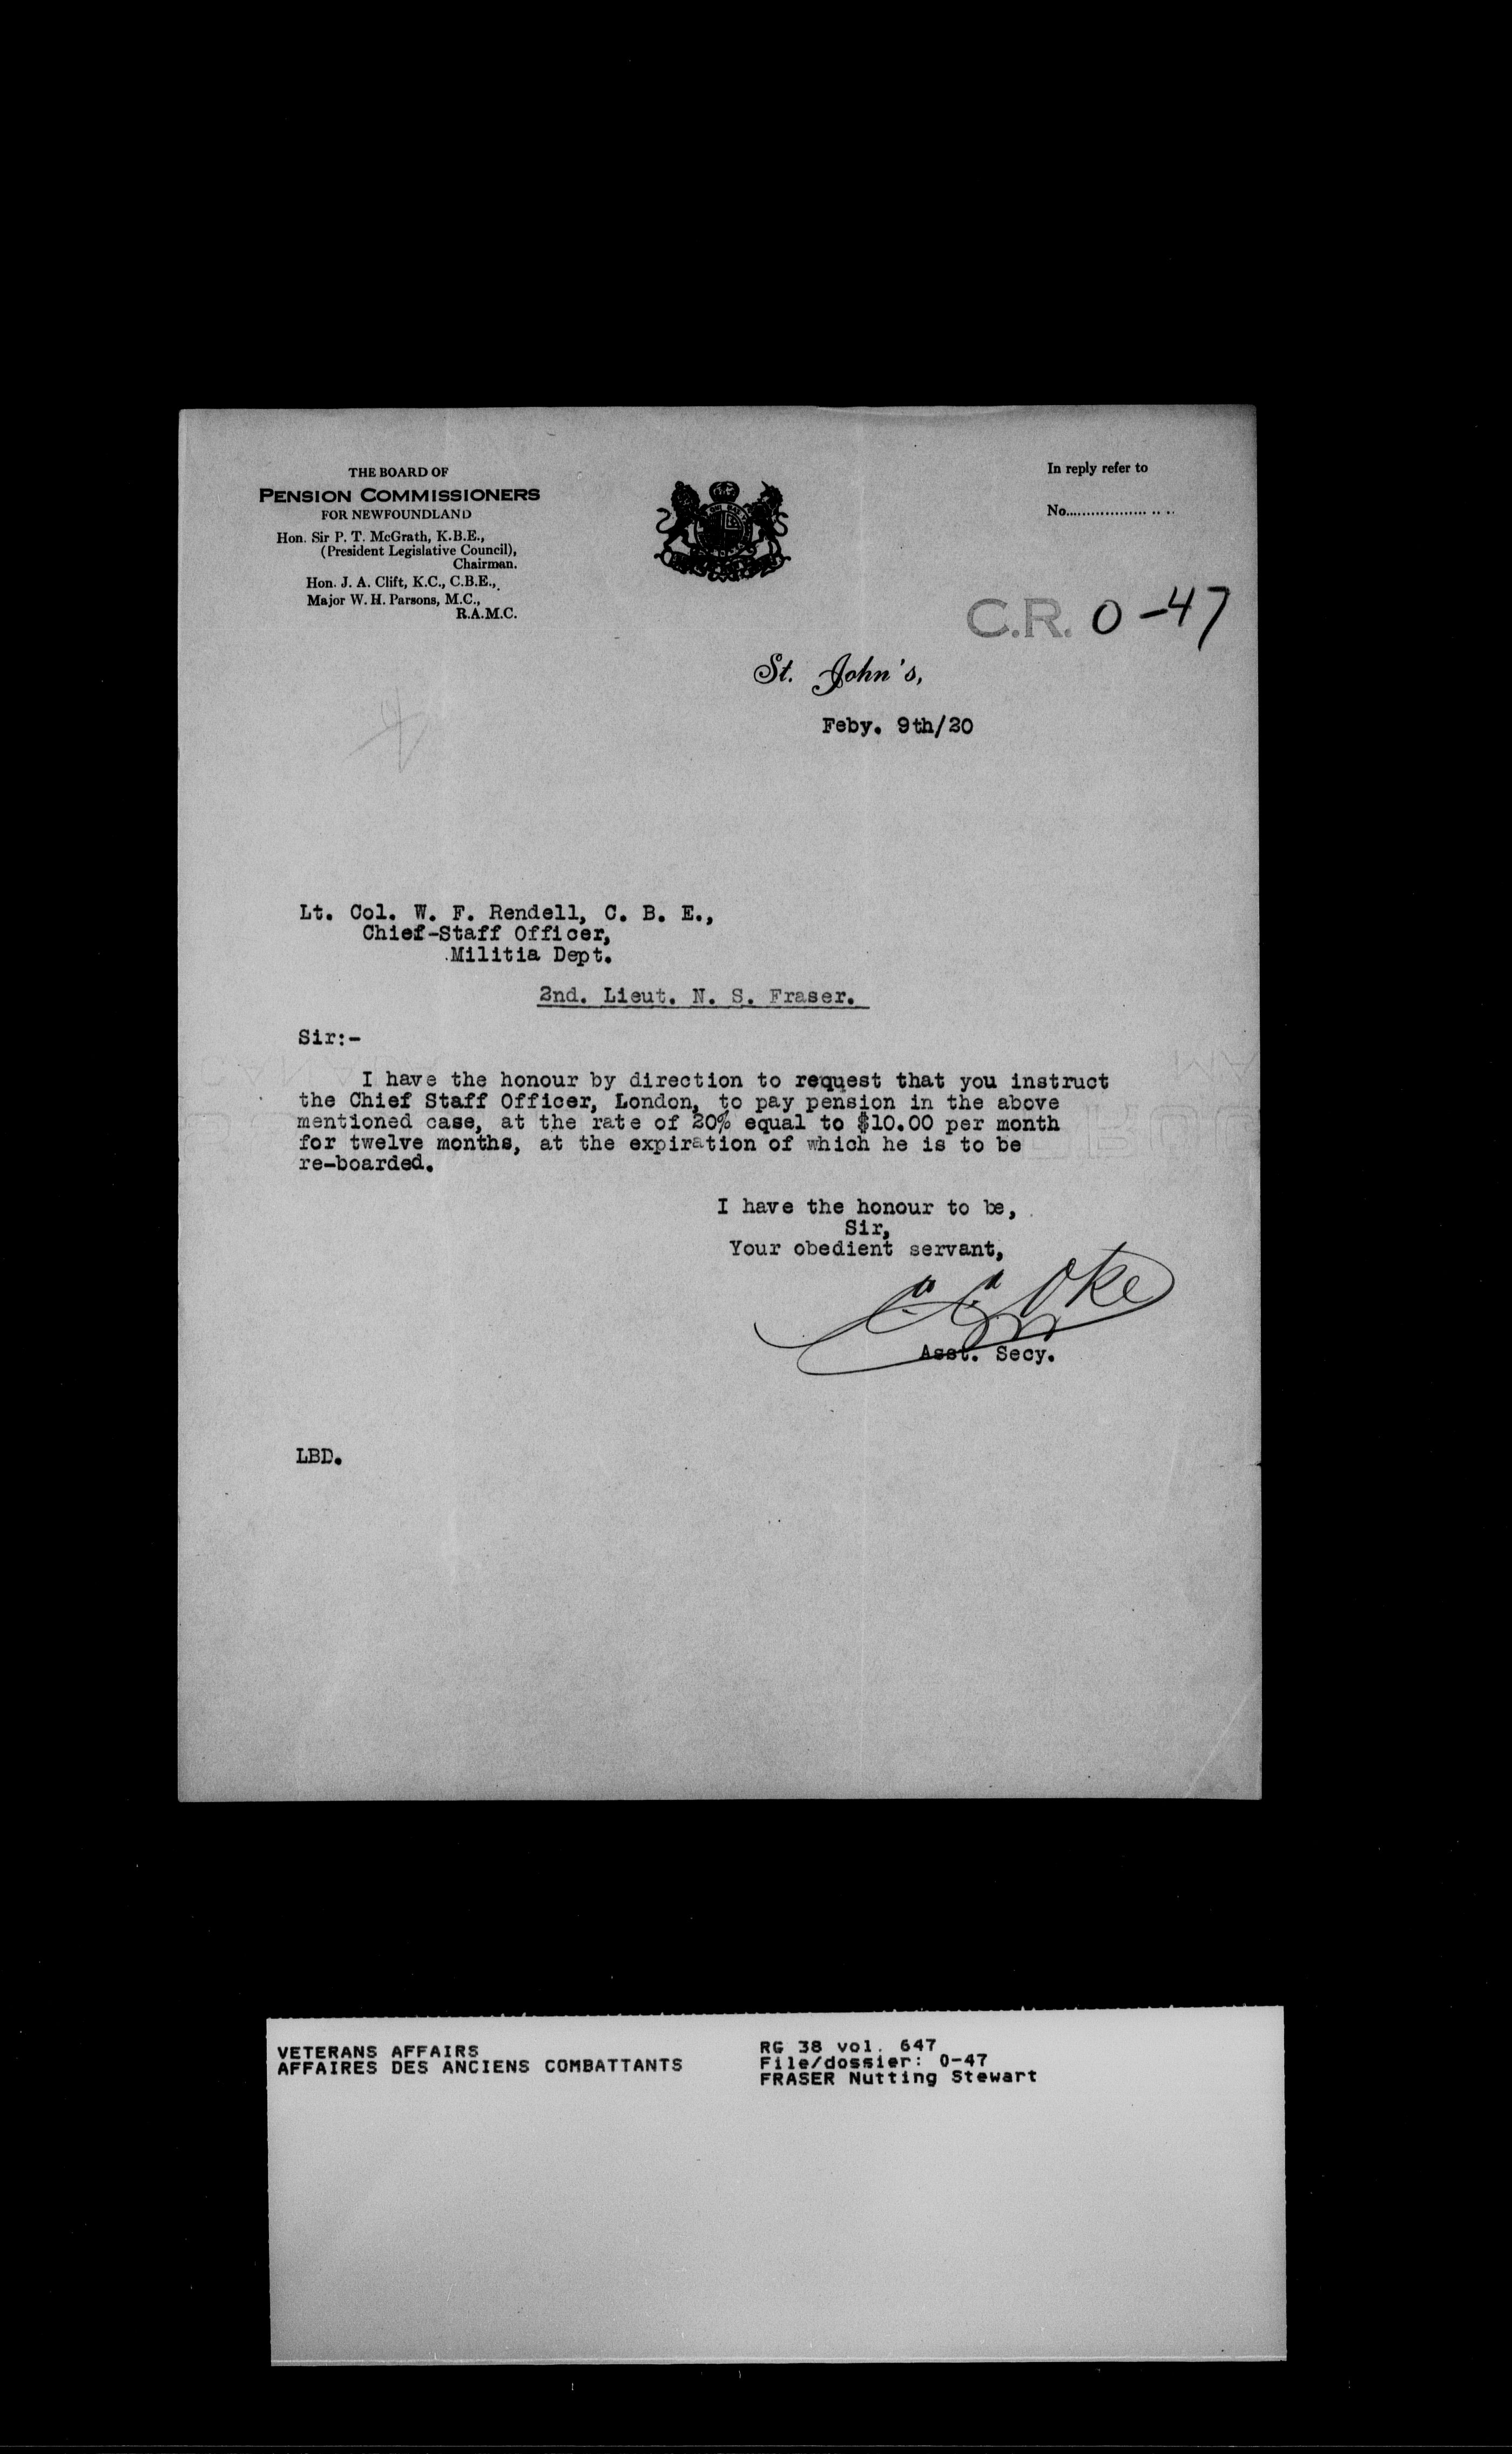 THE BOARD OF
PENSION COMMISSIONERS
FOR NEWFOUNDLAND
Hon. Sir P. T. McGrath, K.B.E.,
(President Legislative Council),
Chairman.
Hon. J. A. Clift, K.C., C.B.E.,
Major W. H. Parsons, M.C.,
R.A.M.C.
In reply refer to
No....................
C.R. 0-47
St. John's,
Feby. 9th/20
Lt. Col. W. F. Rendell, C. B. E.,
Chief-Staff Officer,
Militia Dept.
2nd. Lieut. N. S. Fraser.
Sir:-
I have the honour by direction to request that you instruct
the Chief Staff Officer, London, to pay pension in the above
mentioned case, at the rate of 20% equal to $10.00 per month
for twelve months, at the expiration of which he is to be
re-boarded.
I have the honour to be,
Sir,
Your obedient servant,
Oke
Asst. Secy.
LBD.
VETERANS AFFAIRS
AFFAIRES DES ANCIENS COMBATTANTS
RG 38 vol. 647
File/dossier: 0-47
FRASER Nutting Stewart